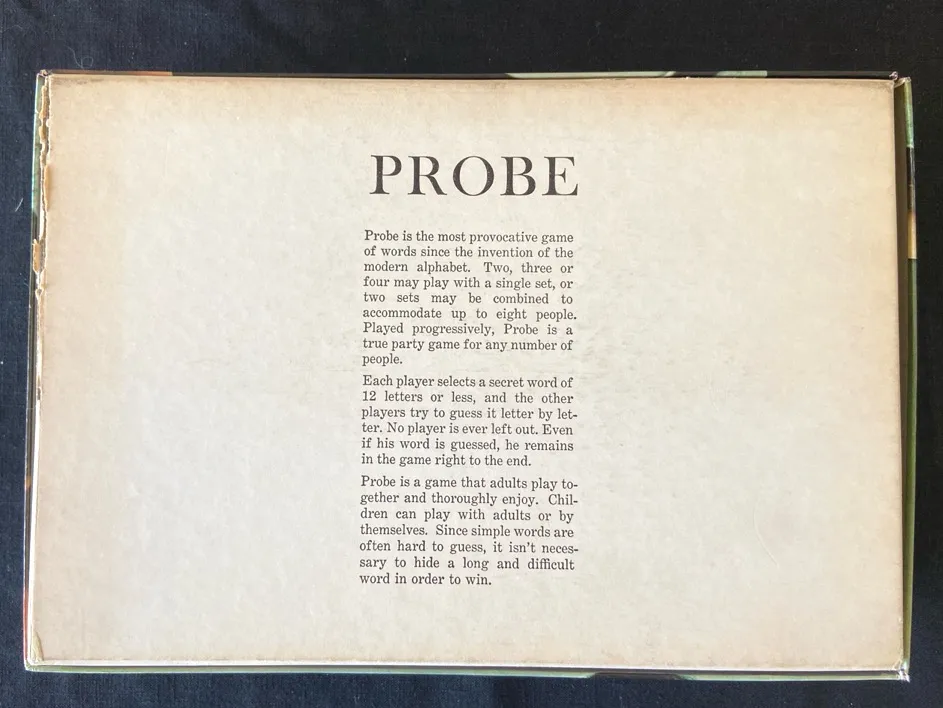 PROBE
Probe is the most provocative game
of words since the invention of the
modern alphabet. Two, three or
four may play with a single set, or
two sets may be combined to
accommodate up to eight people.
Played progressively, Probe is a
true party game for any number of
people.
Each player selects a secret word of
12 letters or less, and the other
players try to guess it letter by let-
ter. No player is ever left out. Even
if his word is guessed, he remains
in the game right to the end.
Probe is a game that adults play to-
gether and thoroughly enjoy. Chil-
dren can play with adults or by
themselves. Since simple words are
often hard to guess, it isn't neces-
sary to hide a long and difficult
word in order to win.